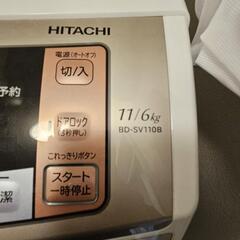 HITACHI
電源(オートオフ)
切/入
予約
ドアロック
(3秒押し)
11/6kg
BD-SV110B
これっきりボタン
スタート
一時停止